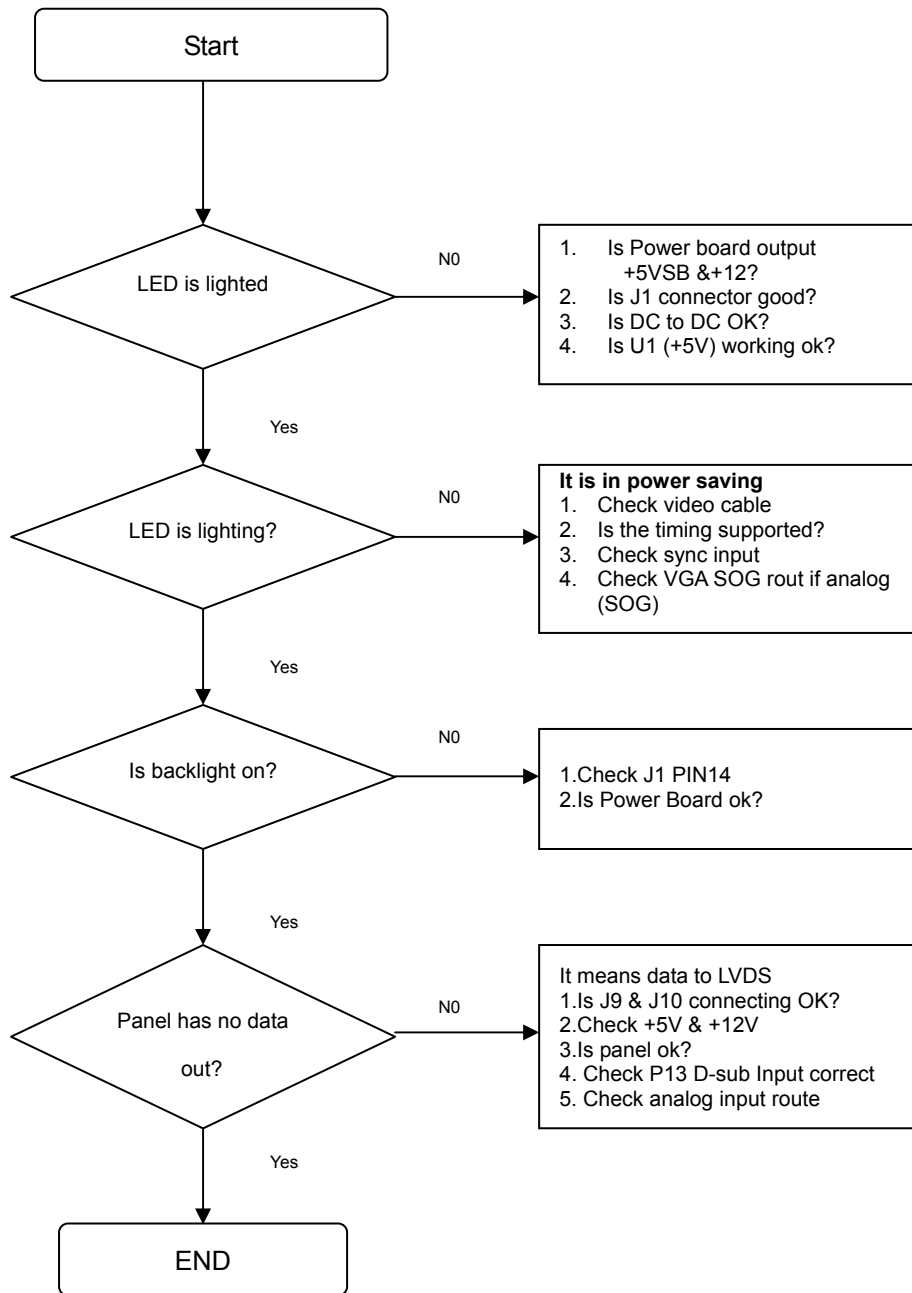 Start
LED is lighted
N0
1. Is Power board output
+5VSB &+12?
2. Is J1 connector good?
3. Is DC to DC OK?
4. Is U1 (+5V) working ok?
Yes
LED is lighting?
N0
It is in power saving
1. Check video cable
2. Is the timing supported?
3. Check sync input
4. Check VGA SOG rout if analog
(SOG)
Yes
Is backlight on?
N0
1.Check J1 PIN14
2.Is Power Board ok?
Yes
Panel has no data
out?
N0
It means data to LVDS
1.Is J9 & J10 connecting OK?
2.Check +5V & +12V
3.Is panel ok?
4. Check P13 D-sub Input correct
5. Check analog input route
Yes
END